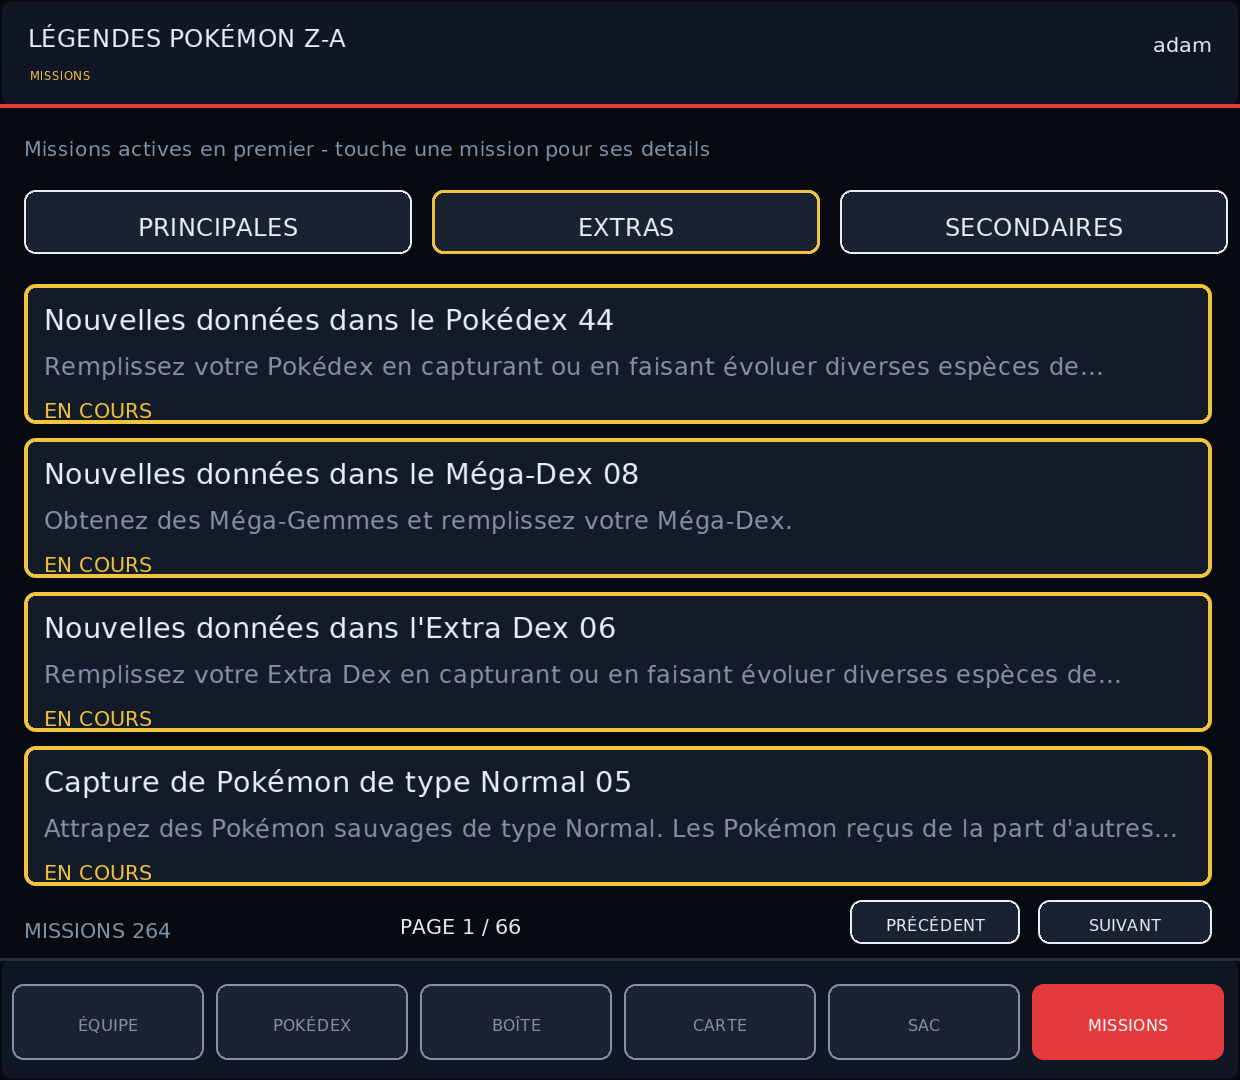 LÉGENDES POKÉMON Z-A
adam
MISSIONS
Missions actives en premier - touche une mission pour ses details
PRINCIPALES
EXTRAS
SECONDAIRES
Nouvelles données dans le Pokédex 44
Remplissez votre Pokédex en capturant ou en faisant évoluer diverses espèces de...
EN COURS
Nouvelles données dans le Méga-Dex 08
Obtenez des Méga-Gemmes et remplissez votre Méga-Dex.
EN COURS
Nouvelles données dans l'Extra Dex 06
Remplissez votre Extra Dex en capturant ou en faisant évoluer diverses espèces de...
EN COURS
Capture de Pokémon de type Normal 05
Attrapez des Pokémon sauvages de type Normal. Les Pokémon reçus de la part d'autres...
EN COURS
MISSIONS 264
PAGE 1 / 66
PRÉCÉDENT
SUIVANT
ÉQUIPE
POKÉDEX
BOÎTE
CARTE
SAC
MISSIONS